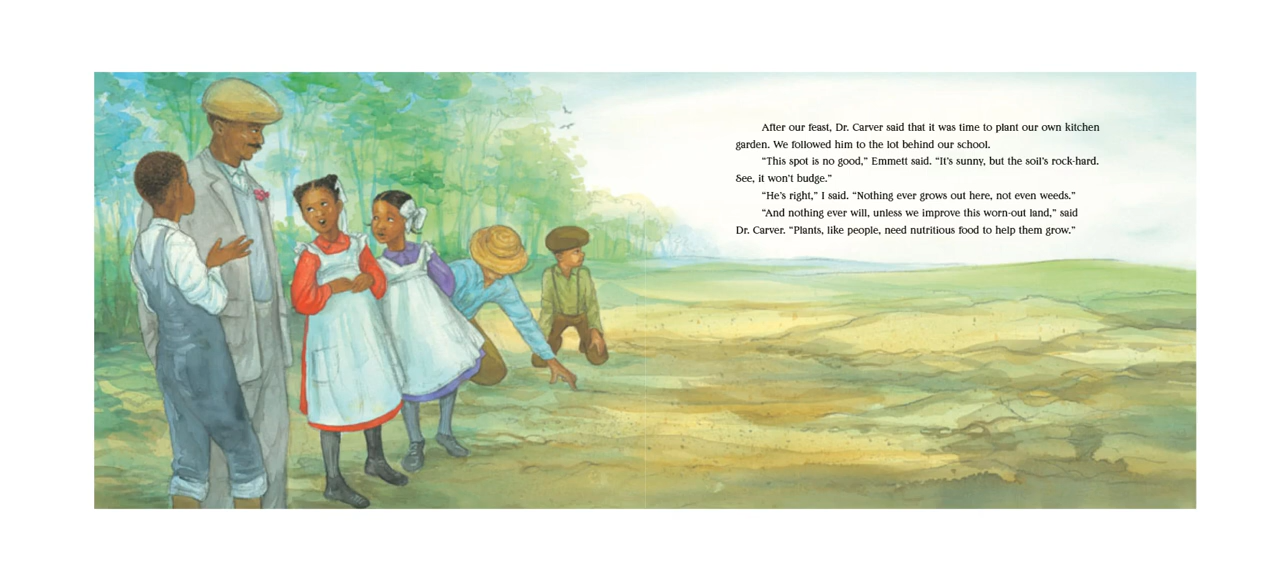 After our feast, Dr. Carver said that it was time to plant our own kitchen
garden. We followed him to the lot behind our school.
“This spot is no good,” Emmett said. “It’s sunny, but the soil’s rock-hard.
See, it won’t budge.”
“He’s right,” I said. “Nothing ever grows out here, not even weeds.”
“And nothing ever will, unless we improve this worn-out land,” said
Dr. Carver. “Plants, like people, need nutritious food to help them grow.”